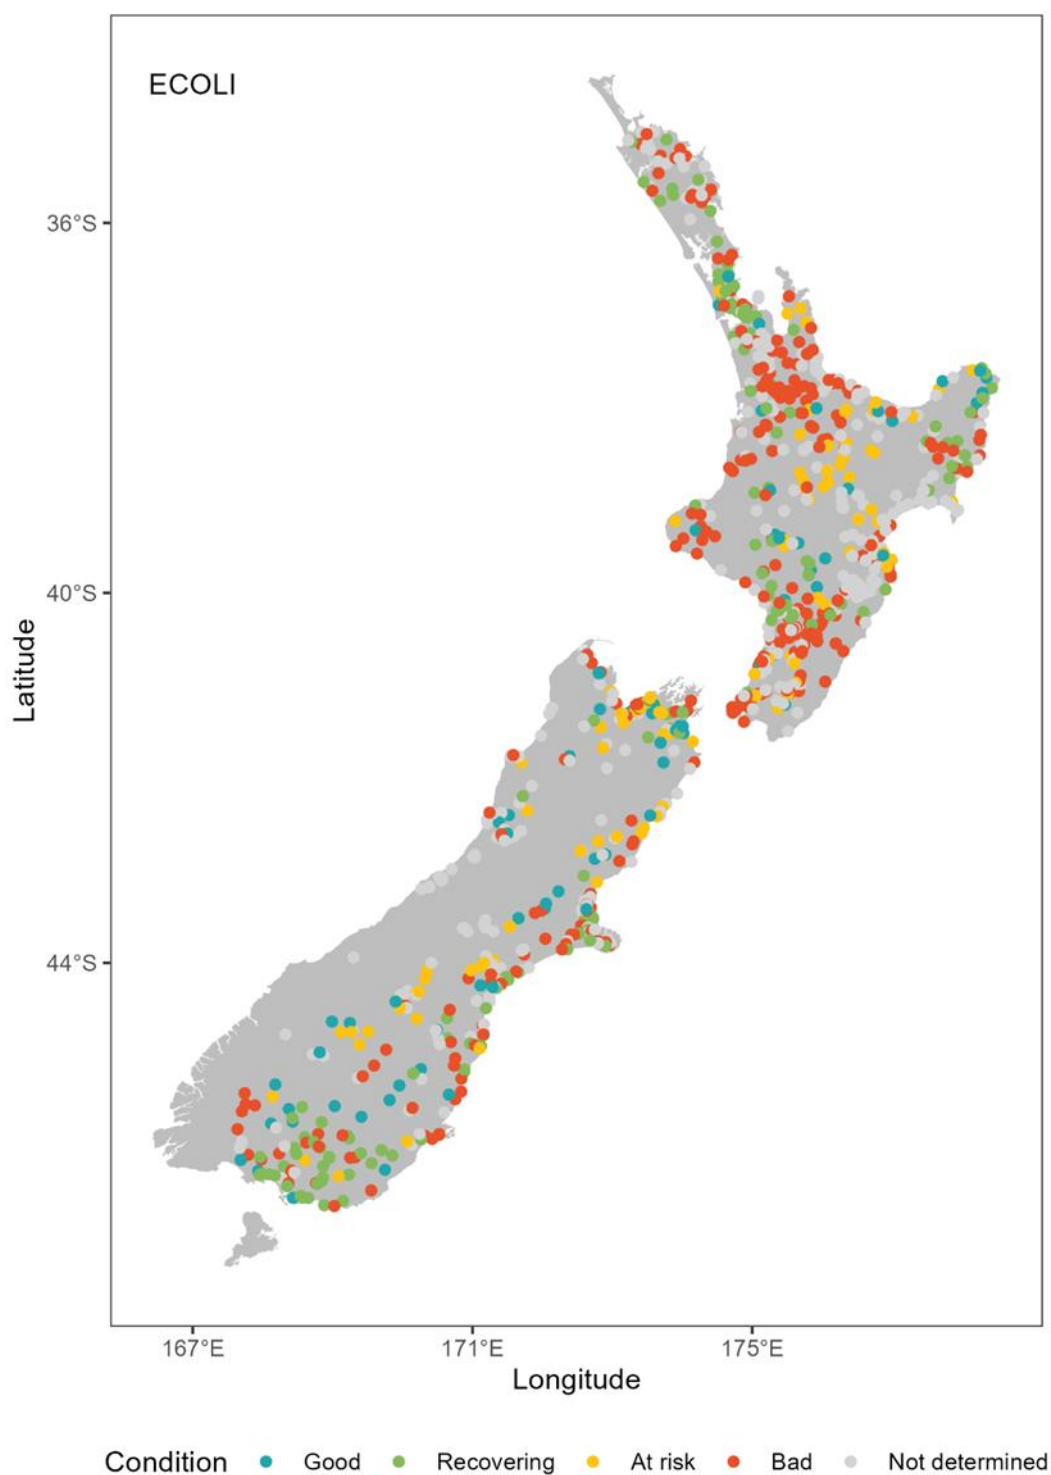 ECOLI
36°S
40°S
44°S
Latitude
167°E 171°E 175°E
Longitude
Condition Good Recovering At risk Bad Not determined